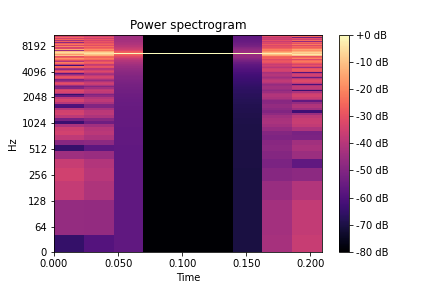 Power spectrogram
8192
4096
2048
1024
512
256
128
64
0
Hz
0.000 0.050 0.100 0.150 0.200
Time
+0 dB
-10 dB
-20 dB
-30 dB
-40 dB
-50 dB
-60 dB
-70 dB
-80 dB